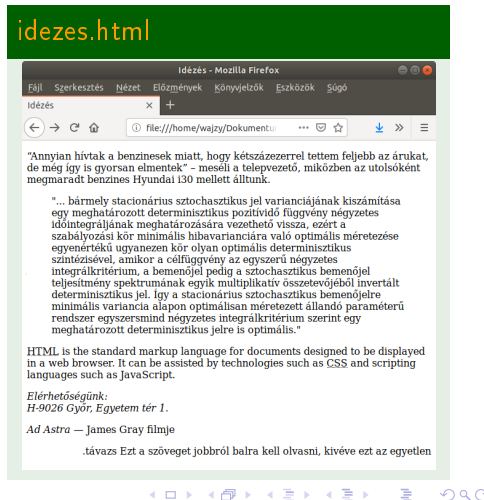 idezes.html
Idézés - Mozilla Firefox
Fájl Szerkesztés Nézet Előzmények Könyvjelzők Eszközök Súgó
Idézés
file:///home/wajzy/Dokumentu
“Annyian hívtak a benzinesek miatt, hogy kétszázezerrel tettem feljebb az árukat,
de még így is gyorsan elmentek” – meséli a telepvezető, miközben az utolsóként
megmaradt benzines Hyundai i30 mellett álltunk.
"... bármely stacionárius sztochasztikus jel varianciájának kiszámítása
egy meghatározott determinisztikus pozitívidő függvény négyzetes
időintegráljának meghatározására vezethető vissza, ezért a
szabályozási kör minimális hibavarianciára való optimális méretezése
egyenértékű ugyanezen kör olyan optimális determinisztikus
szintézisével, amikor a célfüggvény az egyszerű négyzetes
integrálkritérium, a bemenőjel pedig a sztochasztikus bemenőjel
teljesítmény spektrumának egyik multiplikatív összetevőjéből invertált
determinisztikus jel. Így a stacionárius sztochasztikus bemenőjelre
minimális variancia alapon optimálisan méretezett állandó paraméterű
rendszer egyszersmind négyzetes integrálkritérium szerint egy
meghatározott determinisztikus jelre is optimális."
HTML is the standard markup language for documents designed to be displayed
in a web browser. It can be assisted by technologies such as CSS and scripting
languages such as JavaScript.
Elérhetőségünk:
H-9026 Győr, Egyetem tér 1.
Ad Astra — James Gray filmje
.távazs Ezt a szöveget jobbról balra kell olvasni, kivéve ezt az egyetlen